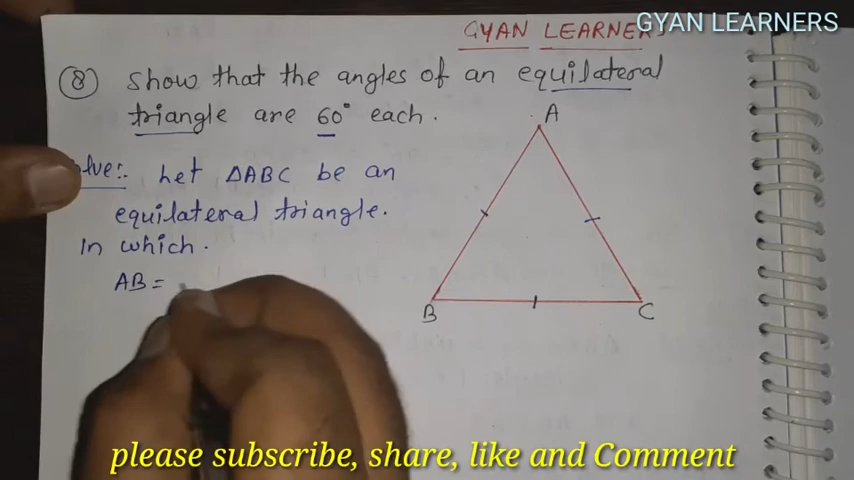 GYAN LEARNERS
GYAN LEARNERS
8 Show that the angles of an equilateral
triangle are 60° each.
A
Let ΔABC be an
equilateral triangle.
In which.
AB =
B
C
please subscribe, share, like and Comment